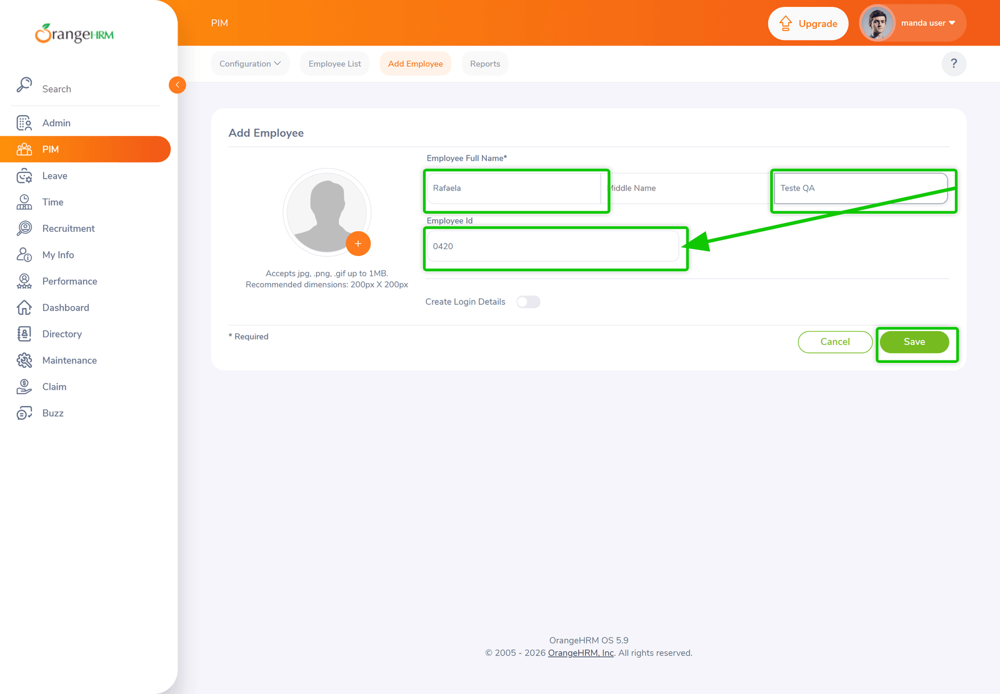 OrangeHRM
PIM
Upgrade
manda user
Configuration
Employee List
Add Employee
Reports
?
Search
Admin
PIM
Leave
Time
Recruitment
My Info
Performance
Dashboard
Directory
Maintenance
Claim
Buzz
Add Employee
Employee Full Name*
Rafaela
Middle Name
Teste QA
Employee Id
0420
Accepts jpg, .png, .gif up to 1MB.
Recommended dimensions: 200px X 200px
Create Login Details
* Required
Cancel
Save
OrangeHRM OS 5.9
© 2005 - 2026 OrangeHRM, Inc. All rights reserved.